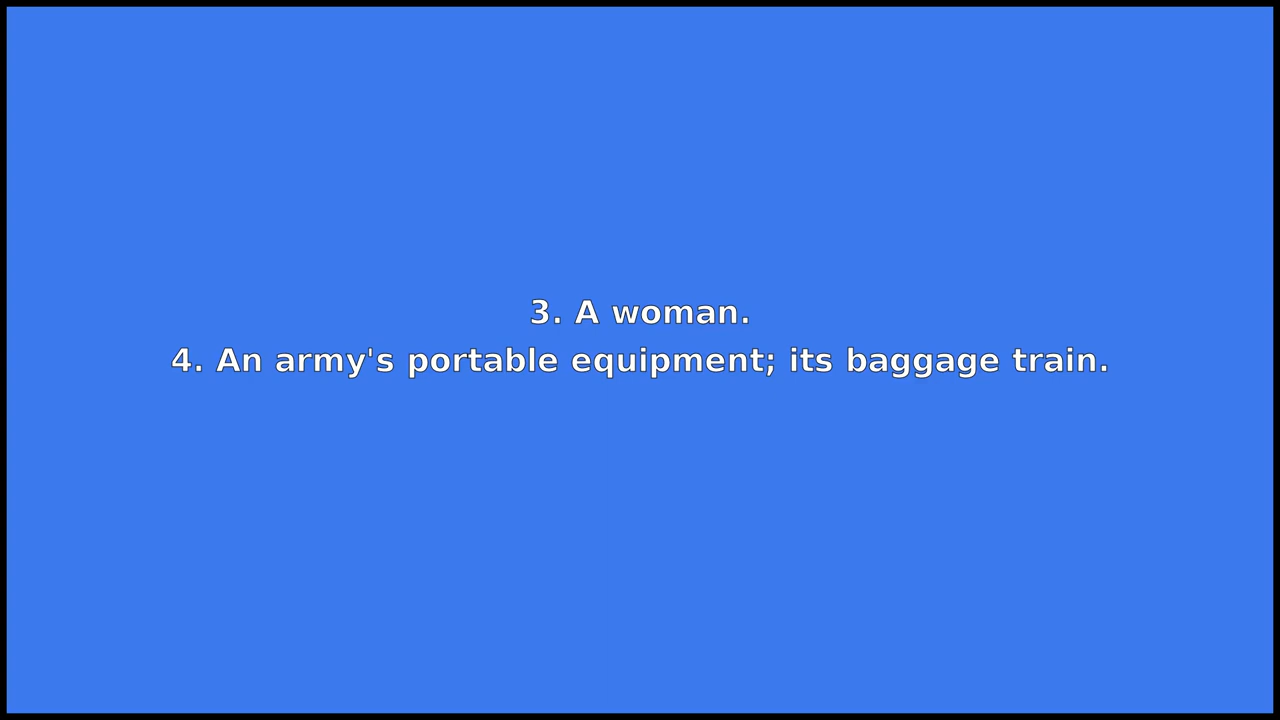 3. A woman.
4. An army's portable equipment; its baggage train.